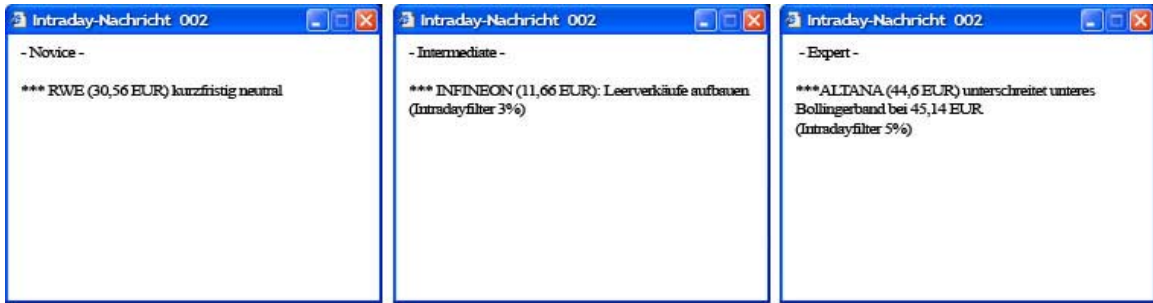 Intraday-Nachricht 002
- Novice -
*** RWE (30,56 EUR) kurzfristig neutral
Intraday-Nachricht 002
- Intermediate -
*** INFINEON (11,66 EUR): Leerverkäufe aufbauen
(Intradayfilter 3%)
Intraday-Nachricht 002
- Expert -
***ALTANA (44,6 EUR) unterschreitet unteres
Bollingerband bei 45,14 EUR
(Intradayfilter 5%)